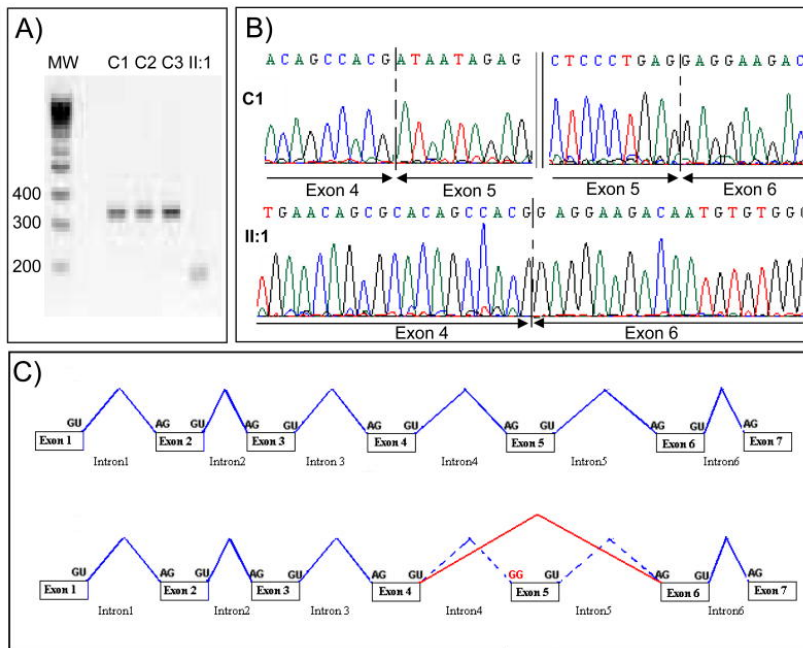 A)
MW C1 C2 C3 II:1
400
300
200
B)
A C A G C C A C G A T A A T A G A G
C T C C C T G A G G A G G A A G A C
C1
Exon 4 Exon 5 Exon 5 Exon 6
T G A A C A G C G C A C A G C C A C G G A G G A A G A C A A T G T G T G G G
II:1
Exon 4 Exon 6
C)
GU AG GU AG GU AG GU AG GU AG GU AG
Exon 1 Exon 2 Exon 3 Exon 4 Exon 5 Exon 6 Exon 7
Intron1 Intron2 Intron 3 Intron4 Intron5 Intron6
GU AG GU AG GU AG GU GG GU AG GU AG
Exon 1 Exon 2 Exon 3 Exon 4 Exon 5 Exon 6 Exon 7
Intron1 Intron2 Intron 3 Intron4 Intron5 Intron6